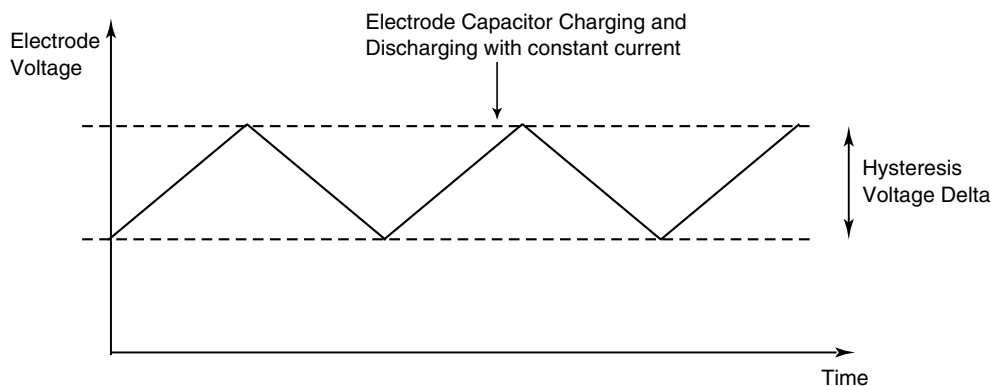 Electrode Capacitor Charging and
Discharging with constant current
Electrode
Voltage
Hysteresis
Voltage Delta
Time